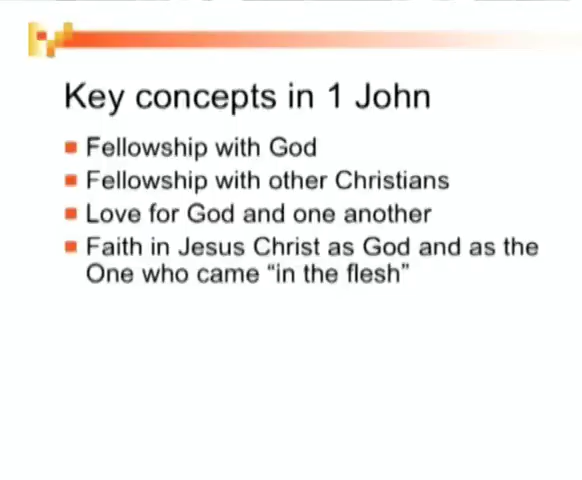 Key concepts in 1 John
Fellowship with God
Fellowship with other Christians
Love for God and one another
Faith in Jesus Christ as God and as the
One who came “in the flesh”